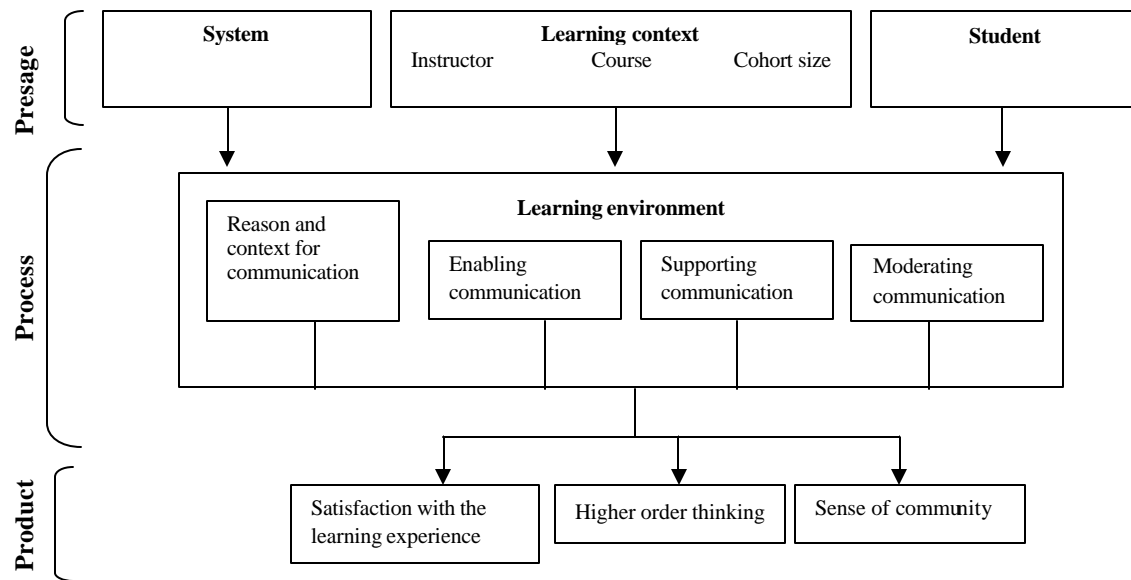 Presage
System
Learning context
Instructor Course Cohort size
Student
Process
Learning environment
Reason and
context for
communication
Enabling
communication
Supporting
communication
Moderating
communication
Product
Satisfaction with the
learning experience
Higher order thinking
Sense of community